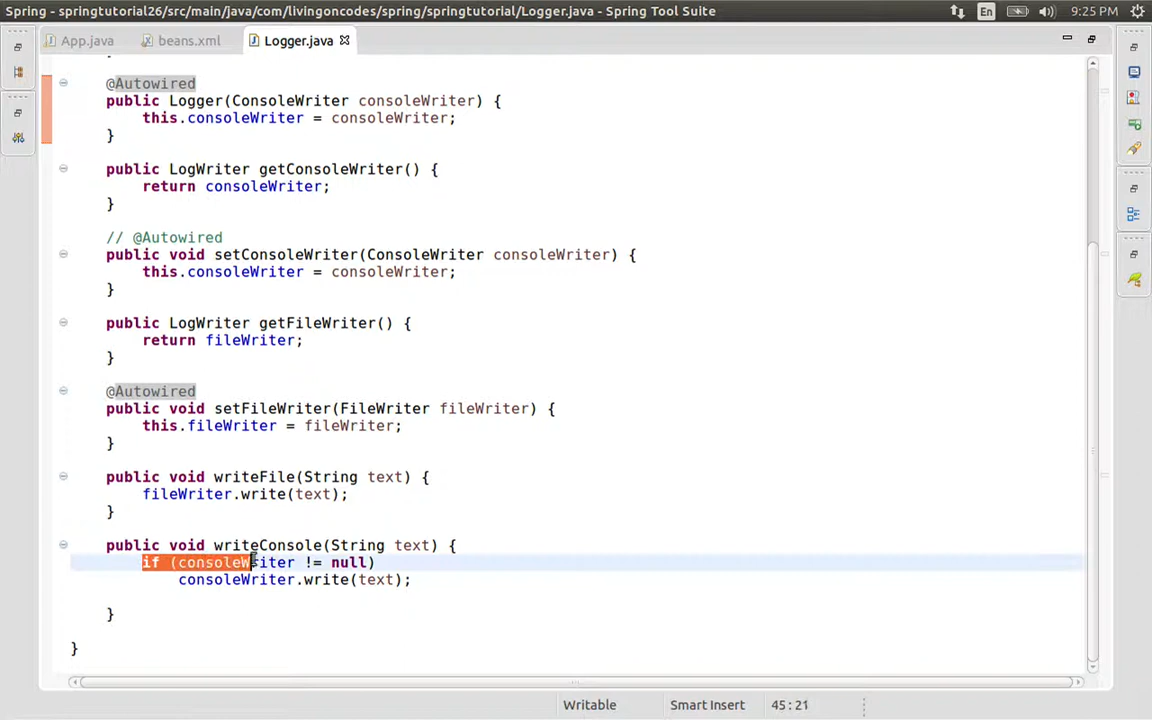 Spring - springtutorial26/src/main/java/com/livingoncodes/spring/springtutorial/Logger.java - Spring Tool Suite En 9:25 PM
App.java beans.xml Logger.java
@Autowired
public Logger(ConsoleWriter consoleWriter) {
this.consoleWriter = consoleWriter;
}
public LogWriter getConsoleWriter() {
return consoleWriter;
}
// @Autowired
public void setConsoleWriter(ConsoleWriter consoleWriter) {
this.consoleWriter = consoleWriter;
}
public LogWriter getFileWriter() {
return fileWriter;
}
@Autowired
public void setFileWriter(FileWriter fileWriter) {
this.fileWriter = fileWriter;
}
public void writeFile(String text) {
fileWriter.write(text);
}
public void writeConsole(String text) {
if (consoleWriter != null)
consoleWriter.write(text);
}
}
Writable Smart Insert 45 : 21